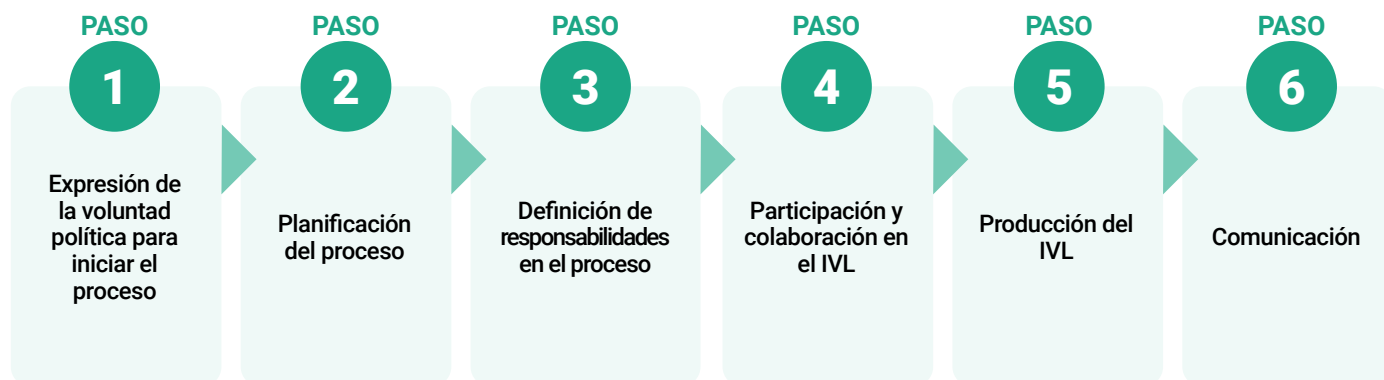 PASO
1
Expresión de
la voluntad
política para
iniciar el
proceso
PASO
2
Planificación
del proceso
PASO
3
Definición de
responsabilidades
en el proceso
PASO
4
Participación y
colaboración en
el IVL
PASO
5
Producción del
IVL
PASO
6
Comunicación